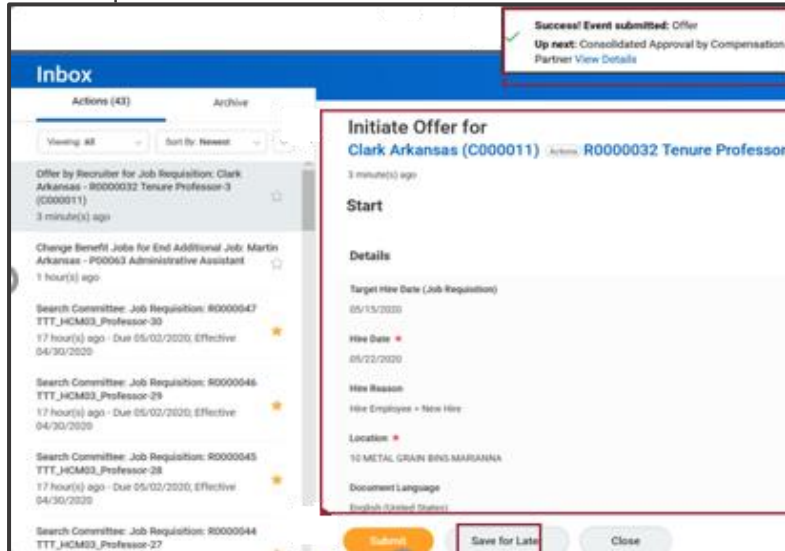 Success! Event submitted: Offer
Up next: Consolidated Approval by Compensation
Partner View Details
Inbox
Actions (43)
Archive
Viewing: All
Sort By: Newest
Offer by Recruiter for Job Requisition: Clark
Arkansas - R0000032 Tenure Professor-3
(C000011)
3 minute(s) ago
Change Benefit Jobs for End Additional Job: Martin
Arkansas - P00063 Administrative Assistant
1 hour(s) ago
Search Committee: Job Requisition: R0000047
TTT_HCM03_Professor-30
17 hour(s) ago - Due 05/02/2020; Effective
04/30/2020
Search Committee: Job Requisition: R0000046
TTT_HCM03_Professor-29
17 hour(s) ago - Due 05/02/2020; Effective
04/30/2020
Search Committee: Job Requisition: R0000045
TTT_HCM03_Professor-28
17 hour(s) ago - Due 05/02/2020; Effective
04/30/2020
Search Committee: Job Requisition: R0000044
TTT_HCM03_Professor-27
Initiate Offer for
Clark Arkansas (C000011) Actions R0000032 Tenure Professor
3 minute(s) ago
Start
Details
Target Hire Date (Job Requisition)
05/15/2020
Hire Date *
05/22/2020
Hire Reason
Hire Employee > New Hire
Location *
10 METAL GRAIN BINS MARIANNA
Document Language
English (United States)
Submit
Save for Late
Close